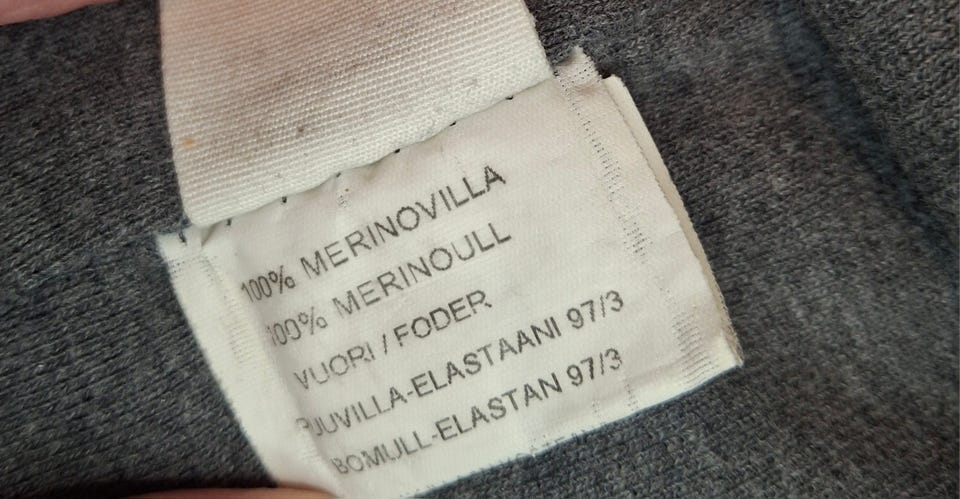 100% MERINOVILLA
100% MERINOULL
VUORI / FODER
PUUVILLA-ELASTAANI 97/3
BOMULL-ELASTAN 97/3